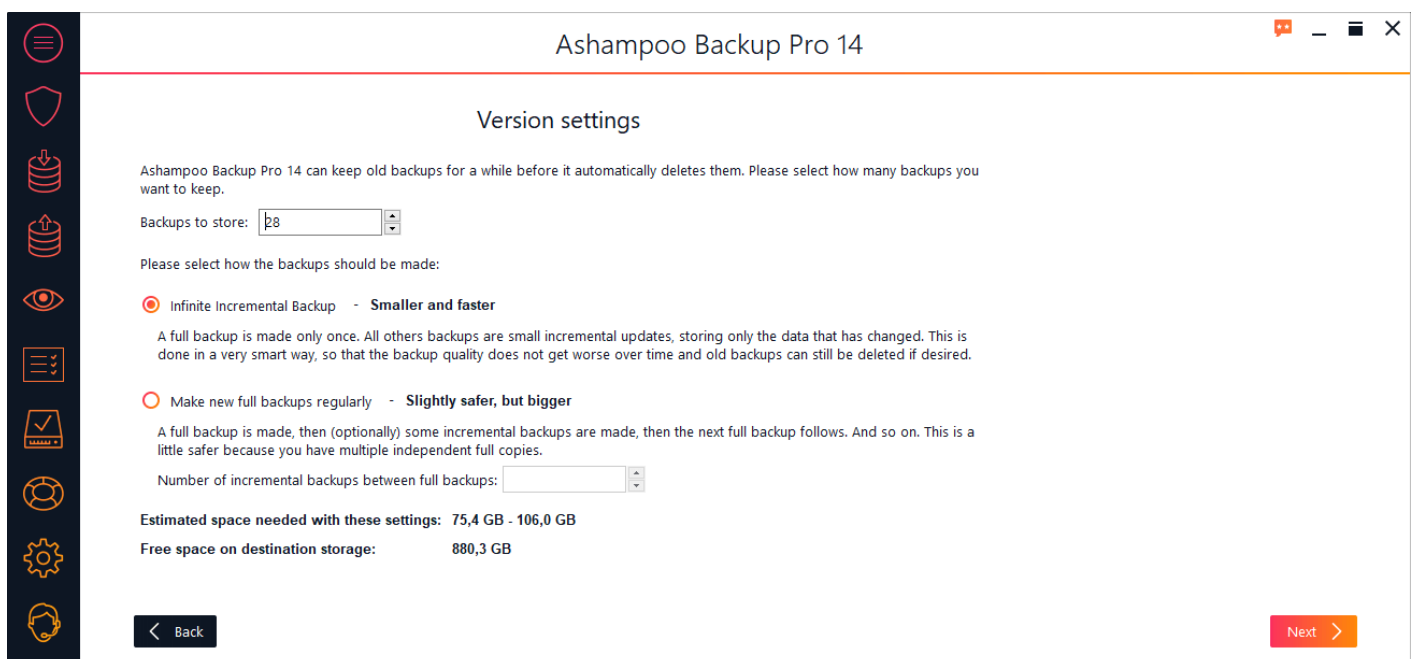 Ashampoo Backup Pro 14
Version settings
Ashampoo Backup Pro 14 can keep old backups for a while before it automatically deletes them. Please select how many backups you
want to keep.
Backups to store: 28
Please select how the backups should be made:
Infinite Incremental Backup - Smaller and faster
A full backup is made only once. All others backups are small incremental updates, storing only the data that has changed. This is
done in a very smart way, so that the backup quality does not get worse over time and old backups can still be deleted if desired.
Make new full backups regularly - Slightly safer, but bigger
A full backup is made, then (optionally) some incremental backups are made, then the next full backup follows. And so on. This is a
little safer because you have multiple independent full copies.
Number of incremental backups between full backups:
Estimated space needed with these settings: 75,4 GB - 106,0 GB
Free space on destination storage: 880,3 GB
Back
Next